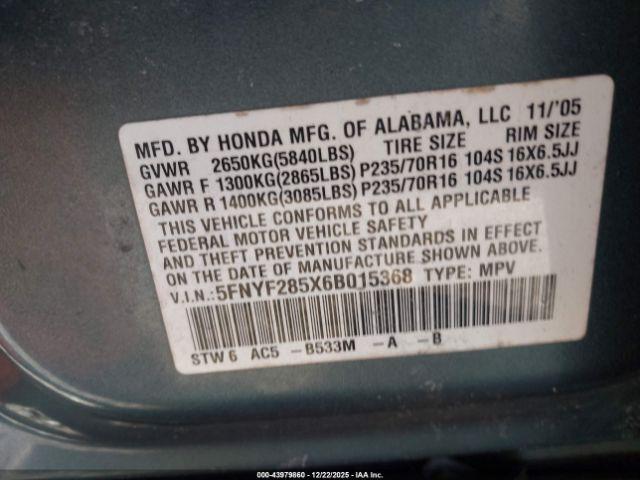 MFD. BY HONDA MFG. OF ALABAMA, LLC 11/'05
GVWR 2650KG(5840LBS) TIRE SIZE RIM SIZE
GAWR F 1300KG(2865LBS) P235/70R16 104S 16X6.5JJ
GAWR R 1400KG(3085LBS) P235/70R16 104S 16X6.5JJ
THIS VEHICLE CONFORMS TO ALL APPLICABLE
FEDERAL MOTOR VEHICLE SAFETY
AND THEFT PREVENTION STANDARDS IN EFFECT
ON THE DATE OF MANUFACTURE SHOWN ABOVE.
V.I.N.:5FNYF285X6B015368 TYPE: MPV
STW 6 AC5 -B533M -A -B
000-43979860 - 12/22/2025 - IAA Inc.